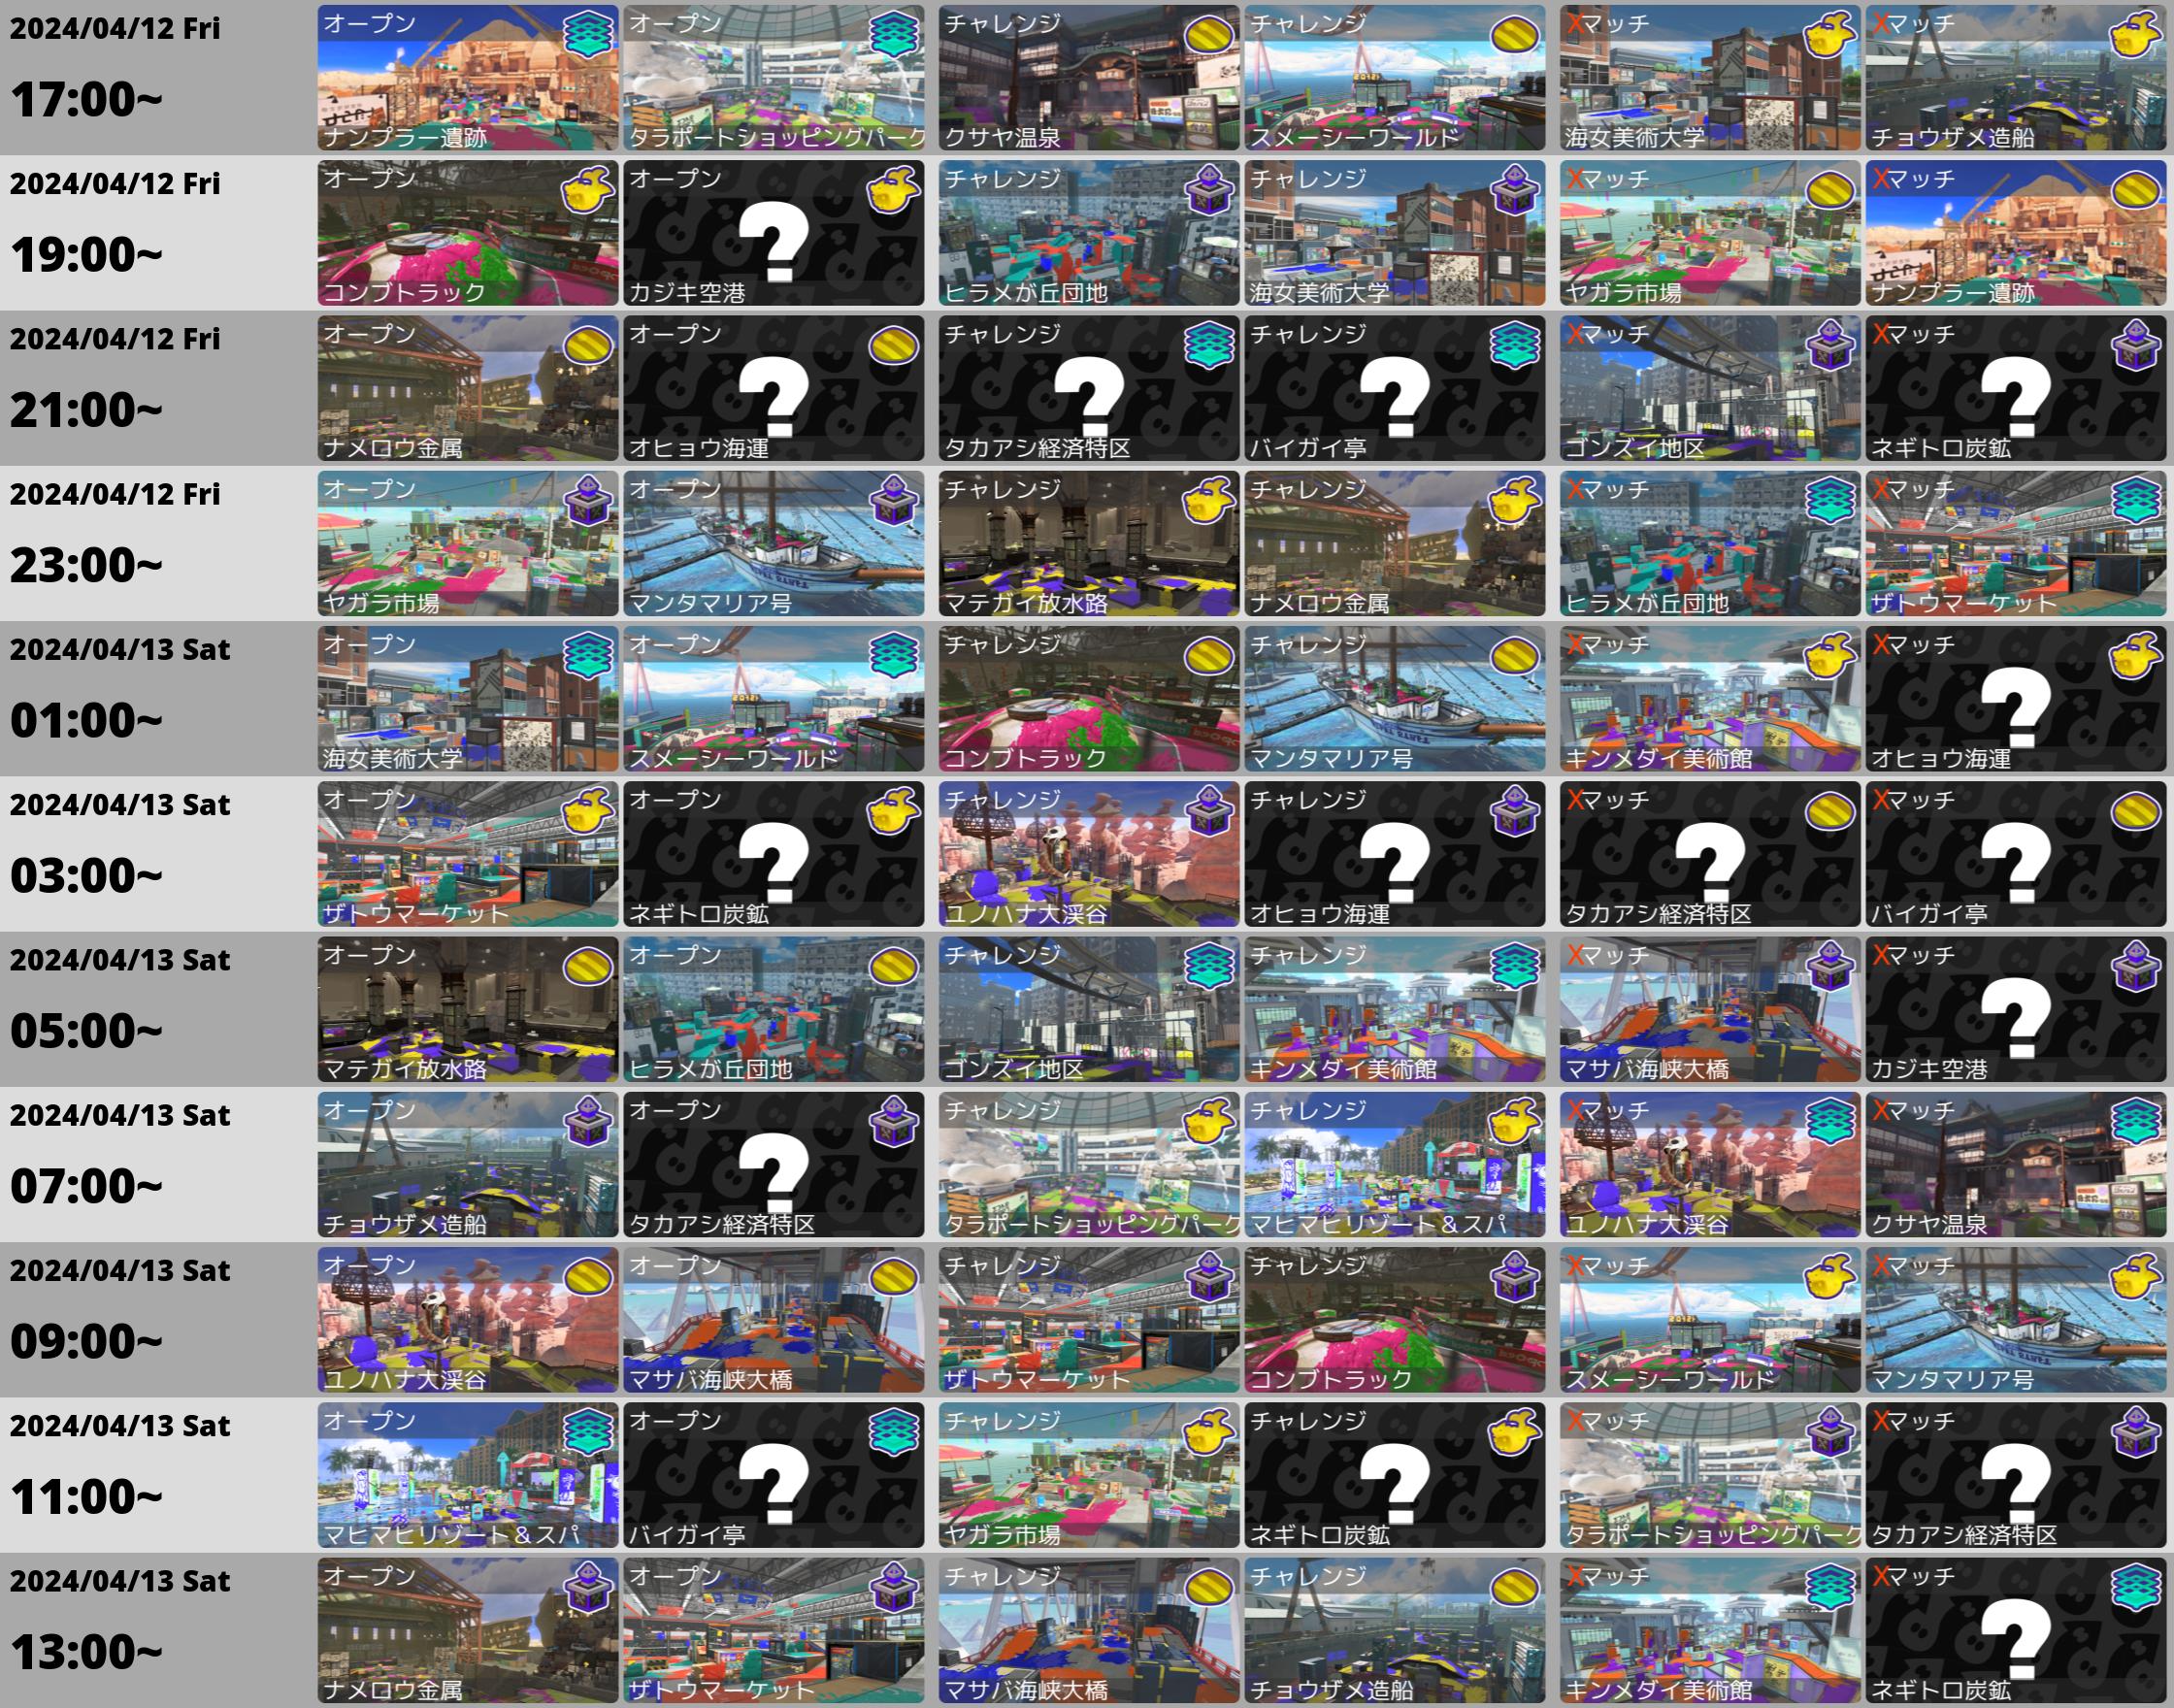 2024/04/12 Fri
17:00~
オープン
ナンプラー遺跡
オープン
タラポートショッピングパーク
チャレンジ
クサヤ温泉
チャレンジ
スメーシーワールド
Xマッチ
海女美術大学
Xマッチ
チョウザメ造船
2024/04/12 Fri
19:00~
オープン
コンブトラック
オープン
?
カジキ空港
チャレンジ
ヒラメが丘団地
チャレンジ
海女美術大学
Xマッチ
ヤガラ市場
Xマッチ
ナンプラー遺跡
2024/04/12 Fri
21:00~
オープン
ナメロウ金属
オープン
?
オヒョウ海運
チャレンジ
?
タカアシ経済特区
チャレンジ
?
バイガイ亭
Xマッチ
ゴンズイ地区
Xマッチ
?
ネギトロ炭鉱
2024/04/12 Fri
23:00~
オープン
ヤガラ市場
オープン
マンタマリア号
チャレンジ
マテガイ放水路
チャレンジ
ナメロウ金属
Xマッチ
ヒラメが丘団地
Xマッチ
ザトウマーケット
2024/04/13 Sat
01:00~
オープン
海女美術大学
オープン
スメーシーワールド
チャレンジ
コンブトラック
チャレンジ
マンタマリア号
Xマッチ
キンメダイ美術館
Xマッチ
?
オヒョウ海運
2024/04/13 Sat
03:00~
オープン
ザトウマーケット
オープン
?
ネギトロ炭鉱
チャレンジ
ユノハナ大渓谷
チャレンジ
?
オヒョウ海運
Xマッチ
?
タカアシ経済特区
Xマッチ
?
バイガイ亭
2024/04/13 Sat
05:00~
オープン
マテガイ放水路
オープン
ヒラメが丘団地
チャレンジ
ゴンズイ地区
チャレンジ
キンメダイ美術館
Xマッチ
マサバ海峡大橋
Xマッチ
?
カジキ空港
2024/04/13 Sat
07:00~
オープン
チョウザメ造船
オープン
?
タカアシ経済特区
チャレンジ
タラポートショッピングパーク
チャレンジ
マヒマヒリゾート&スパ
Xマッチ
ユノハナ大渓谷
Xマッチ
クサヤ温泉
2024/04/13 Sat
09:00~
オープン
ユノハナ大渓谷
オープン
マサバ海峡大橋
チャレンジ
ザトウマーケット
チャレンジ
コンブトラック
Xマッチ
スメーシーワールド
Xマッチ
マンタマリア号
2024/04/13 Sat
11:00~
オープン
マヒマヒリゾート&スパ
オープン
?
バイガイ亭
チャレンジ
ヤガラ市場
チャレンジ
?
ネギトロ炭鉱
Xマッチ
タラポートショッピングパーク
Xマッチ
?
タカアシ経済特区
2024/04/13 Sat
13:00~
オープン
ナメロウ金属
オープン
ザトウマーケット
チャレンジ
マサバ海峡大橋
チャレンジ
チョウザメ造船
Xマッチ
キンメダイ美術館
Xマッチ
?
ネギトロ炭鉱